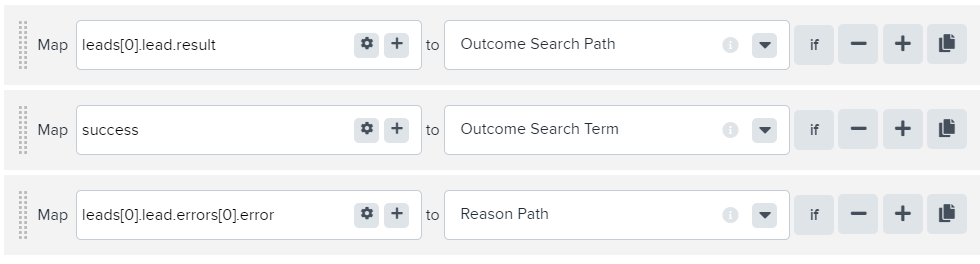 Map leads[0].lead.result to Outcome Search Path if
Map success to Outcome Search Term if
Map leads[0].lead.errors[0].error to Reason Path if